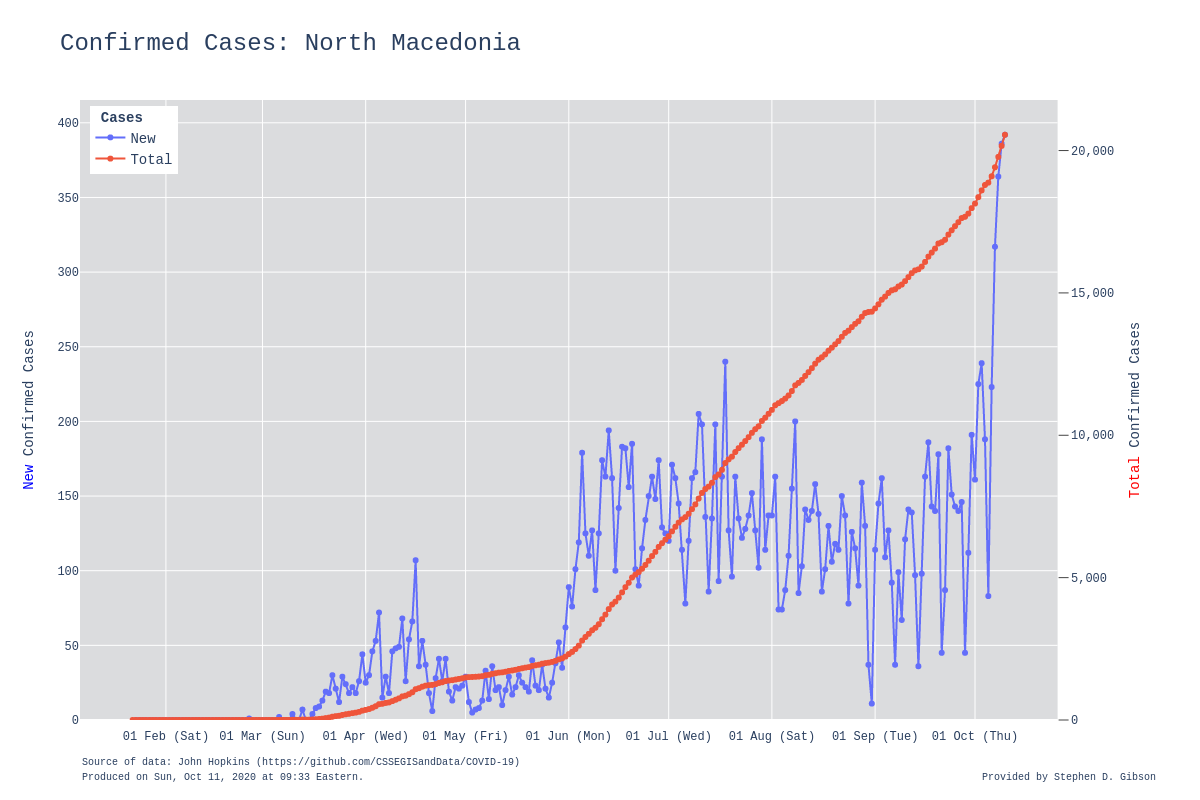 Confirmed Cases: North Macedonia
Cases
New
Total
400
350
300
250
200
150
100
50
0
20,000
15,000
10,000
5,000
0
New Confirmed Cases
Total Confirmed Cases
01 Feb (Sat) 01 Mar (Sun) 01 Apr (Wed) 01 May (Fri) 01 Jun (Mon) 01 Jul (Wed) 01 Aug (Sat) 01 Sep (Tue) 01 Oct (Thu)
Source of data: John Hopkins (https://github.com/CSSEGISandData/COVID-19)
Produced on Sun, Oct 11, 2020 at 09:33 Eastern.
Provided by Stephen D. Gibson